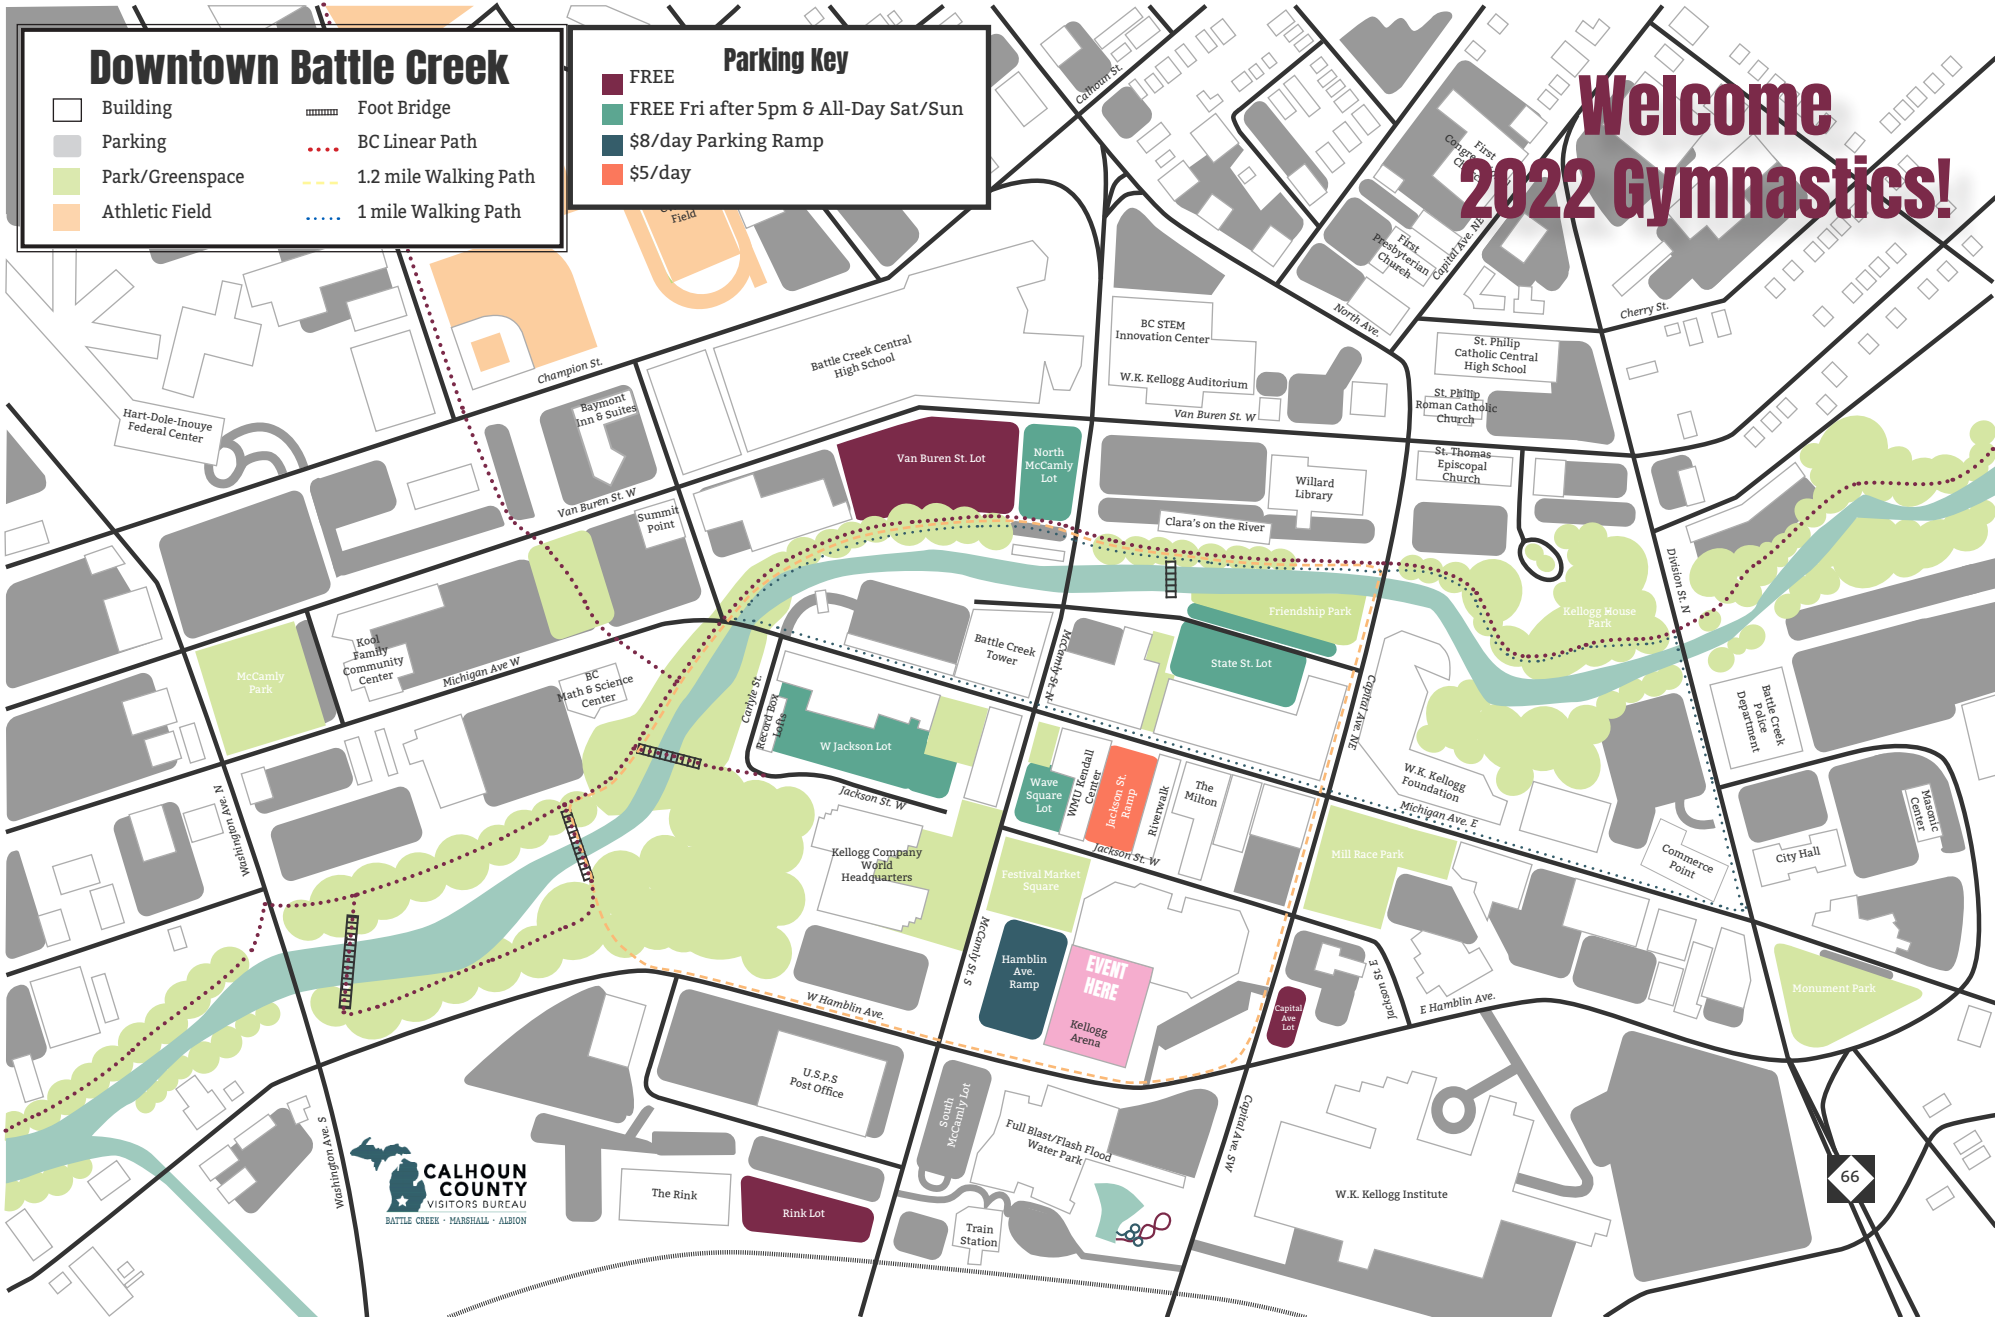 Downtown Battle Creek
Building
Parking
Park/Greenspace
Athletic Field
Foot Bridge
BC Linear Path
1.2 mile Walking Path
1 mile Walking Path
Parking Key
FREE
FREE Fri after 5pm & All-Day Sat/Sun
$8/day Parking Ramp
$5/day
Welcome
2022 Gymnastics!
Field
Calhoun St.
First
Presbyterian
Church
First
Capital Ave. NE
North Ave.
Cherry St.
BC STEM
Innovation Center
W.K. Kellogg Auditorium
Van Buren St. W
St. Philip
Catholic Central
High School
St. Philip
Roman Catholic
Church
St. Thomas
Episcopal
Church
Battle Creek Central
High School
Champion St.
Baymont
Inn & Suites
Hart-Dole-Inouye
Federal Center
Van Buren St. W
Summit
Point
Van Buren St. Lot
North
McCamly
Lot
Willard
Library
Clara's on the River
Division St. N
Kellogg House
Park
Friendship Park
State St. Lot
Battle Creek
Tower
McCamly St. N
Capital Ave. NE
Kool
Family
Community
Center
McCamly
Park
Michigan Ave W
BC
Math & Science
Center
Carlyle St.
Record Box
Lofts
W Jackson Lot
Jackson St. W
Wave
Square
Lot
WMU Kendall
Center
Jackson St.
Ramp
Riverwalk
The
Milton
Jackson St. W
W.K. Kellogg
Foundation
Michigan Ave. E
Battle Creek
Police
Department
Masonic
Center
City Hall
Commerce
Point
Mill Race Park
Washington Ave. N
Kellogg Company
World
Headquarters
Festival Market
Square
McCamly St. S
Hamblin
Ave.
Ramp
EVENT
HERE
Kellogg
Arena
Capital
Ave
Lot
Jackson St. E
E Hamblin Ave.
Monument Park
W Hamblin Ave.
U.S.P.S
Post Office
South
McCamly Lot
Full Blast/Flash Flood
Water Park
Capital Ave. SW
Washington Ave. S
CALHOUN
COUNTY
VISITORS BUREAU
BATTLE CREEK • MARSHALL • ALBION
The Rink
Rink Lot
Train
Station
W.K. Kellogg Institute
66